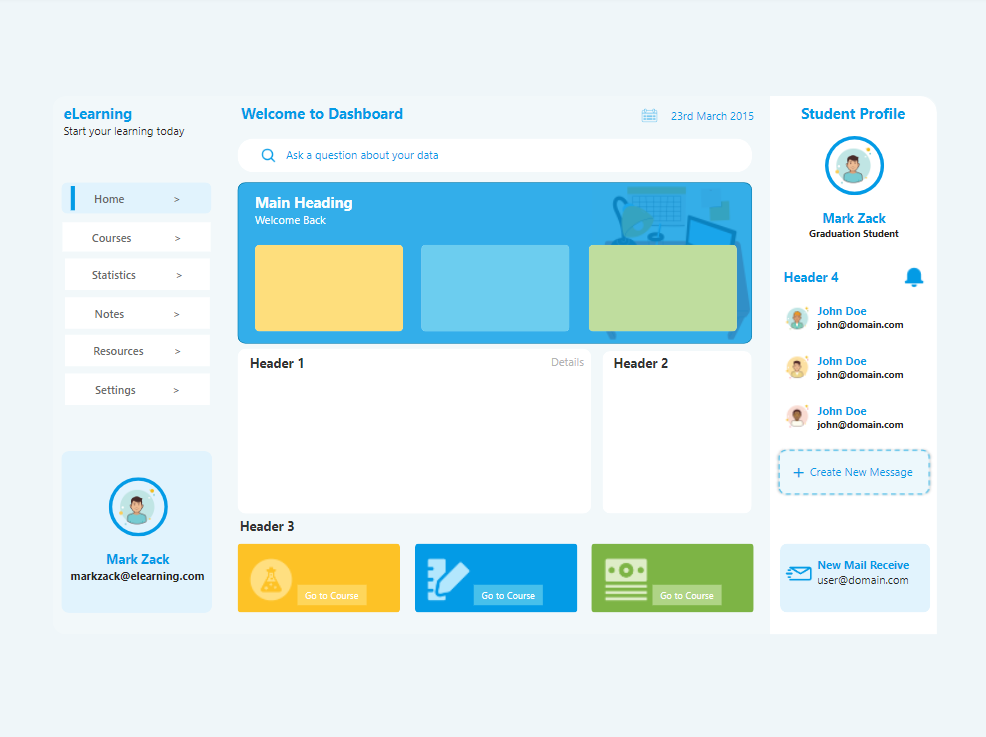 eLearning
Start your learning today
Home >
Courses >
Statistics >
Notes >
Resources >
Settings >
Mark Zack
markzack@elearning.com
Welcome to Dashboard
23rd March 2015
Ask a question about your data
Main Heading
Welcome Back
Header 1
Details
Header 2
Header 3
Go to Course
Go to Course
Go to Course
Student Profile
Mark Zack
Graduation Student
Header 4
John Doe
john@domain.com
John Doe
john@domain.com
John Doe
john@domain.com
+ Create New Message
New Mail Receive
user@domain.com